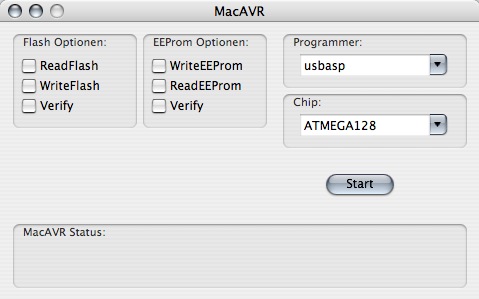 MacAVR
Flash Optionen:
ReadFlash
WriteFlash
Verify
EEProm Optionen:
WriteEEProm
ReadEEProm
Verify
Programmer:
usbasp
Chip:
ATMEGA128
Start
MacAVR Status: